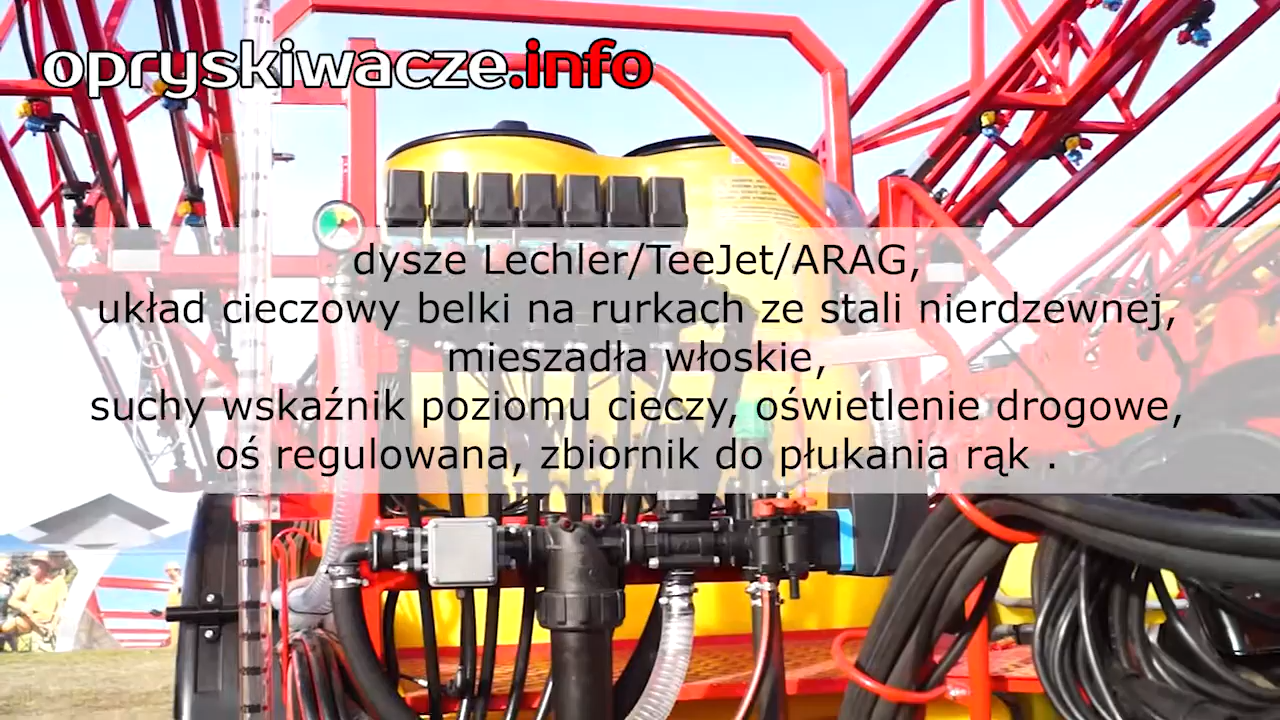 opryskiwacze.info
dysze Lechler/TeeJet/ARAG,
układ cieczowy belki na rurkach ze stali nierdzewnej,
mieszadła włoskie,
suchy wskaźnik poziomu cieczy, oświetlenie drogowe,
oś regulowana, zbiornik do płukania rąk .